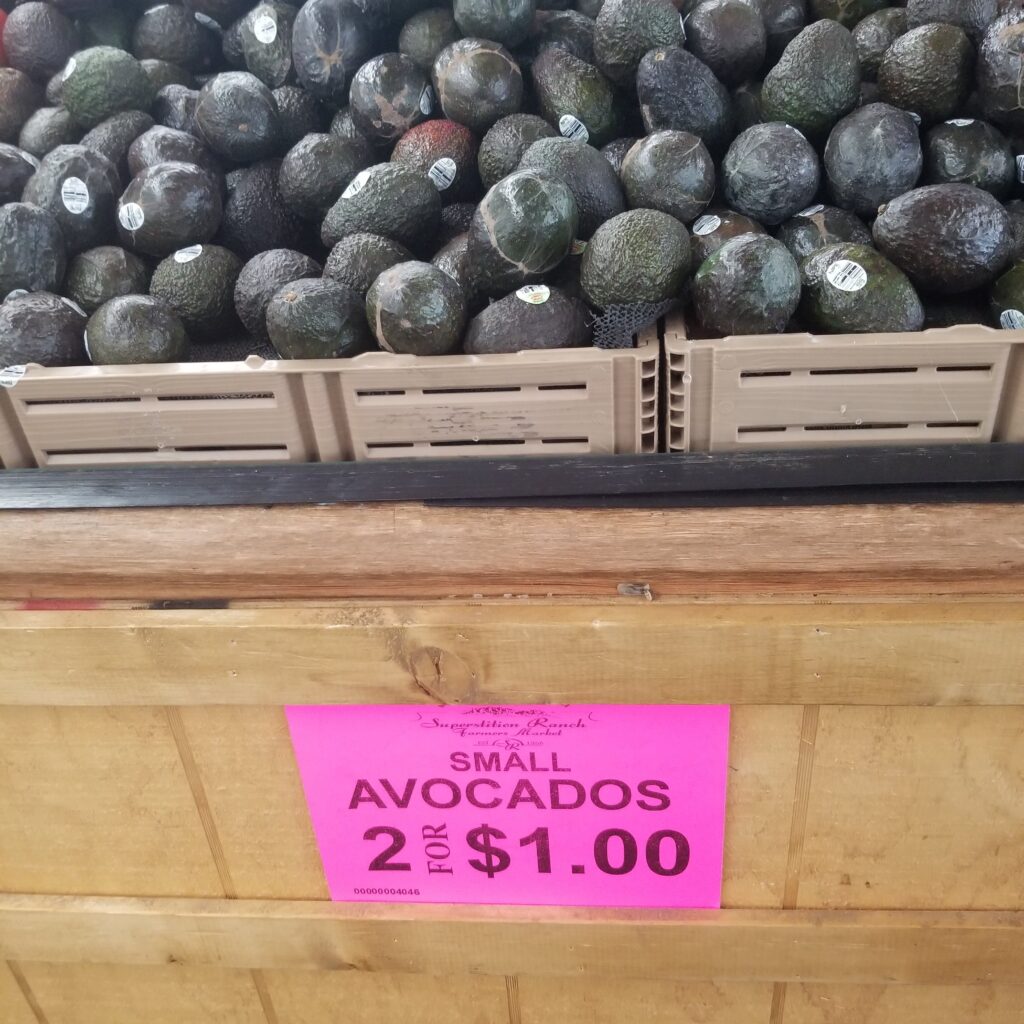 Superstition Ranch
Farmers Market
SMALL
AVOCADOS
2 FOR $1.00
00000004046